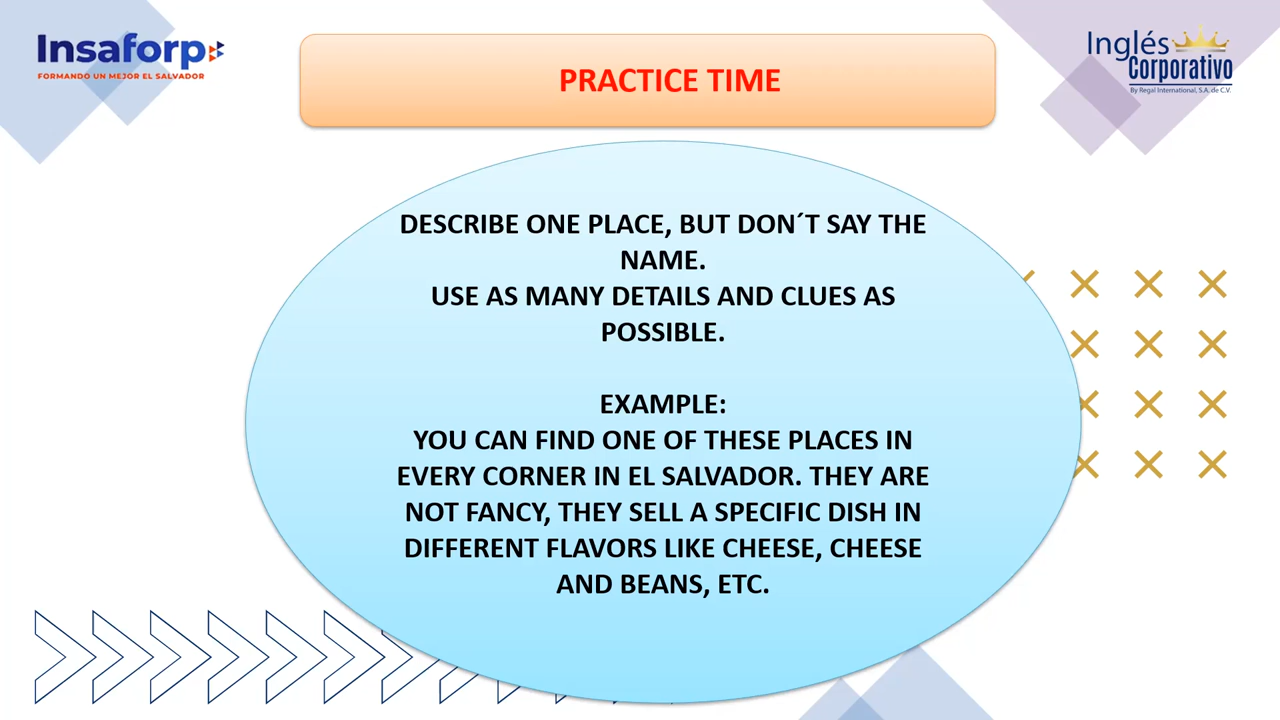 Insaforp
FORMANDO UN MEJOR EL SALVADOR
PRACTICE TIME
Inglés
Corporativo
By Regal International, S.A. de C.V.
DESCRIBE ONE PLACE, BUT DON´T SAY THE
NAME.
USE AS MANY DETAILS AND CLUES AS
POSSIBLE.
EXAMPLE:
YOU CAN FIND ONE OF THESE PLACES IN
EVERY CORNER IN EL SALVADOR. THEY ARE
NOT FANCY, THEY SELL A SPECIFIC DISH IN
DIFFERENT FLAVORS LIKE CHEESE, CHEESE
AND BEANS, ETC.